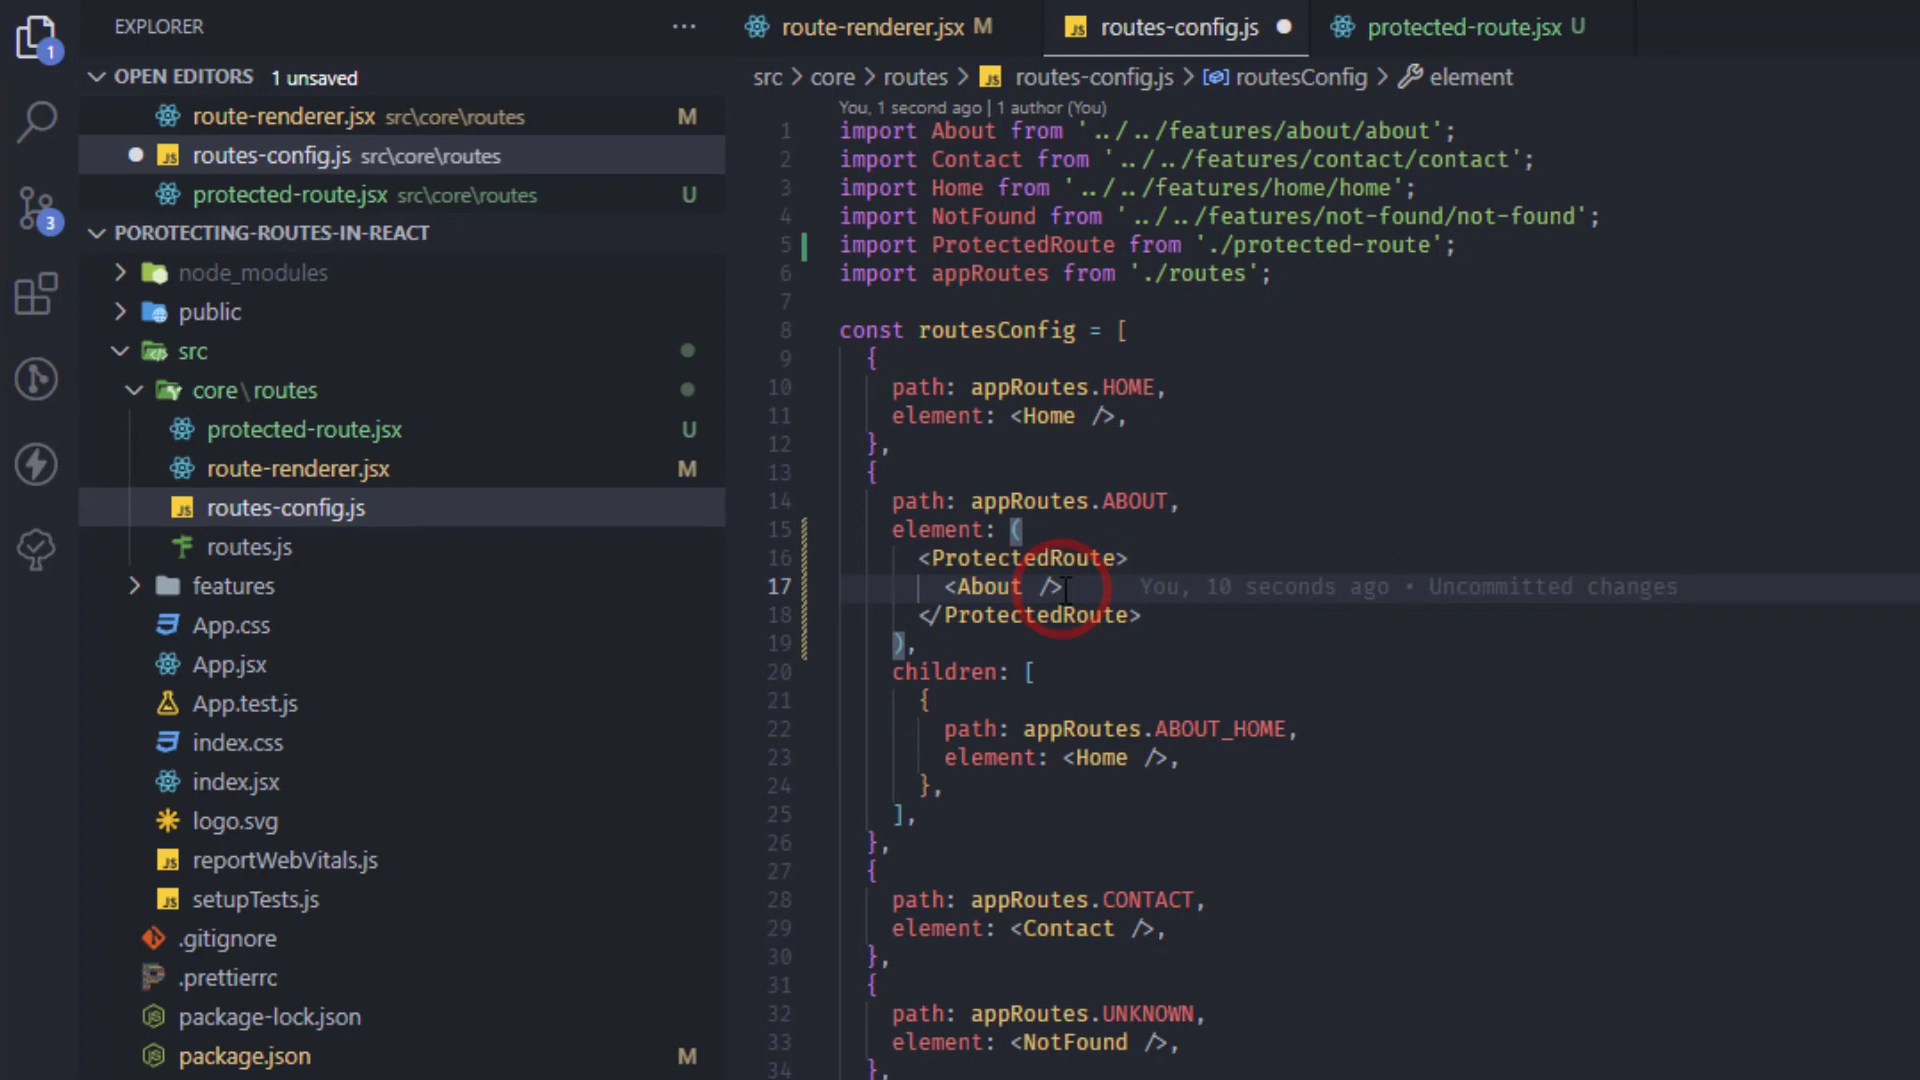 1
EXPLORER
···
OPEN EDITORS 1 unsaved
route-renderer.jsx src\core\routes M
JS routes-config.js src\core\routes
protected-route.jsx src\core\routes U
3
POROTECTING-ROUTES-IN-REACT
node_modules
public
src
core\routes
protected-route.jsx U
route-renderer.jsx M
JS routes-config.js
routes.js
features
App.css
App.jsx
App.test.js
index.css
index.jsx
logo.svg
JS reportWebVitals.js
JS setupTests.js
.gitignore
.prettierrc
package-lock.json
package.json M
route-renderer.jsx M
JS routes-config.js
protected-route.jsx U
src > core > routes > JS routes-config.js > routesConfig > element
You, 1 second ago | 1 author (You)
1 import About from '../../features/about/about';
2 import Contact from '../../features/contact/contact';
3 import Home from '../../features/home/home';
4 import NotFound from '../../features/not-found/not-found';
5 import ProtectedRoute from './protected-route';
6 import appRoutes from './routes';
7
8 const routesConfig = [
9 {
10 path: appRoutes.HOME,
11 element: <Home />,
12 },
13 {
14 path: appRoutes.ABOUT,
15 element: (
16 <ProtectedRoute>
17 <About /> You, 10 seconds ago • Uncommitted changes
18 </ProtectedRoute>
19 ),
20 children: [
21 {
22 path: appRoutes.ABOUT_HOME,
23 element: <Home />,
24 },
25 ],
26 },
27 {
28 path: appRoutes.CONTACT,
29 element: <Contact />,
30 },
31 {
32 path: appRoutes.UNKNOWN,
33 element: <NotFound />,
34 },